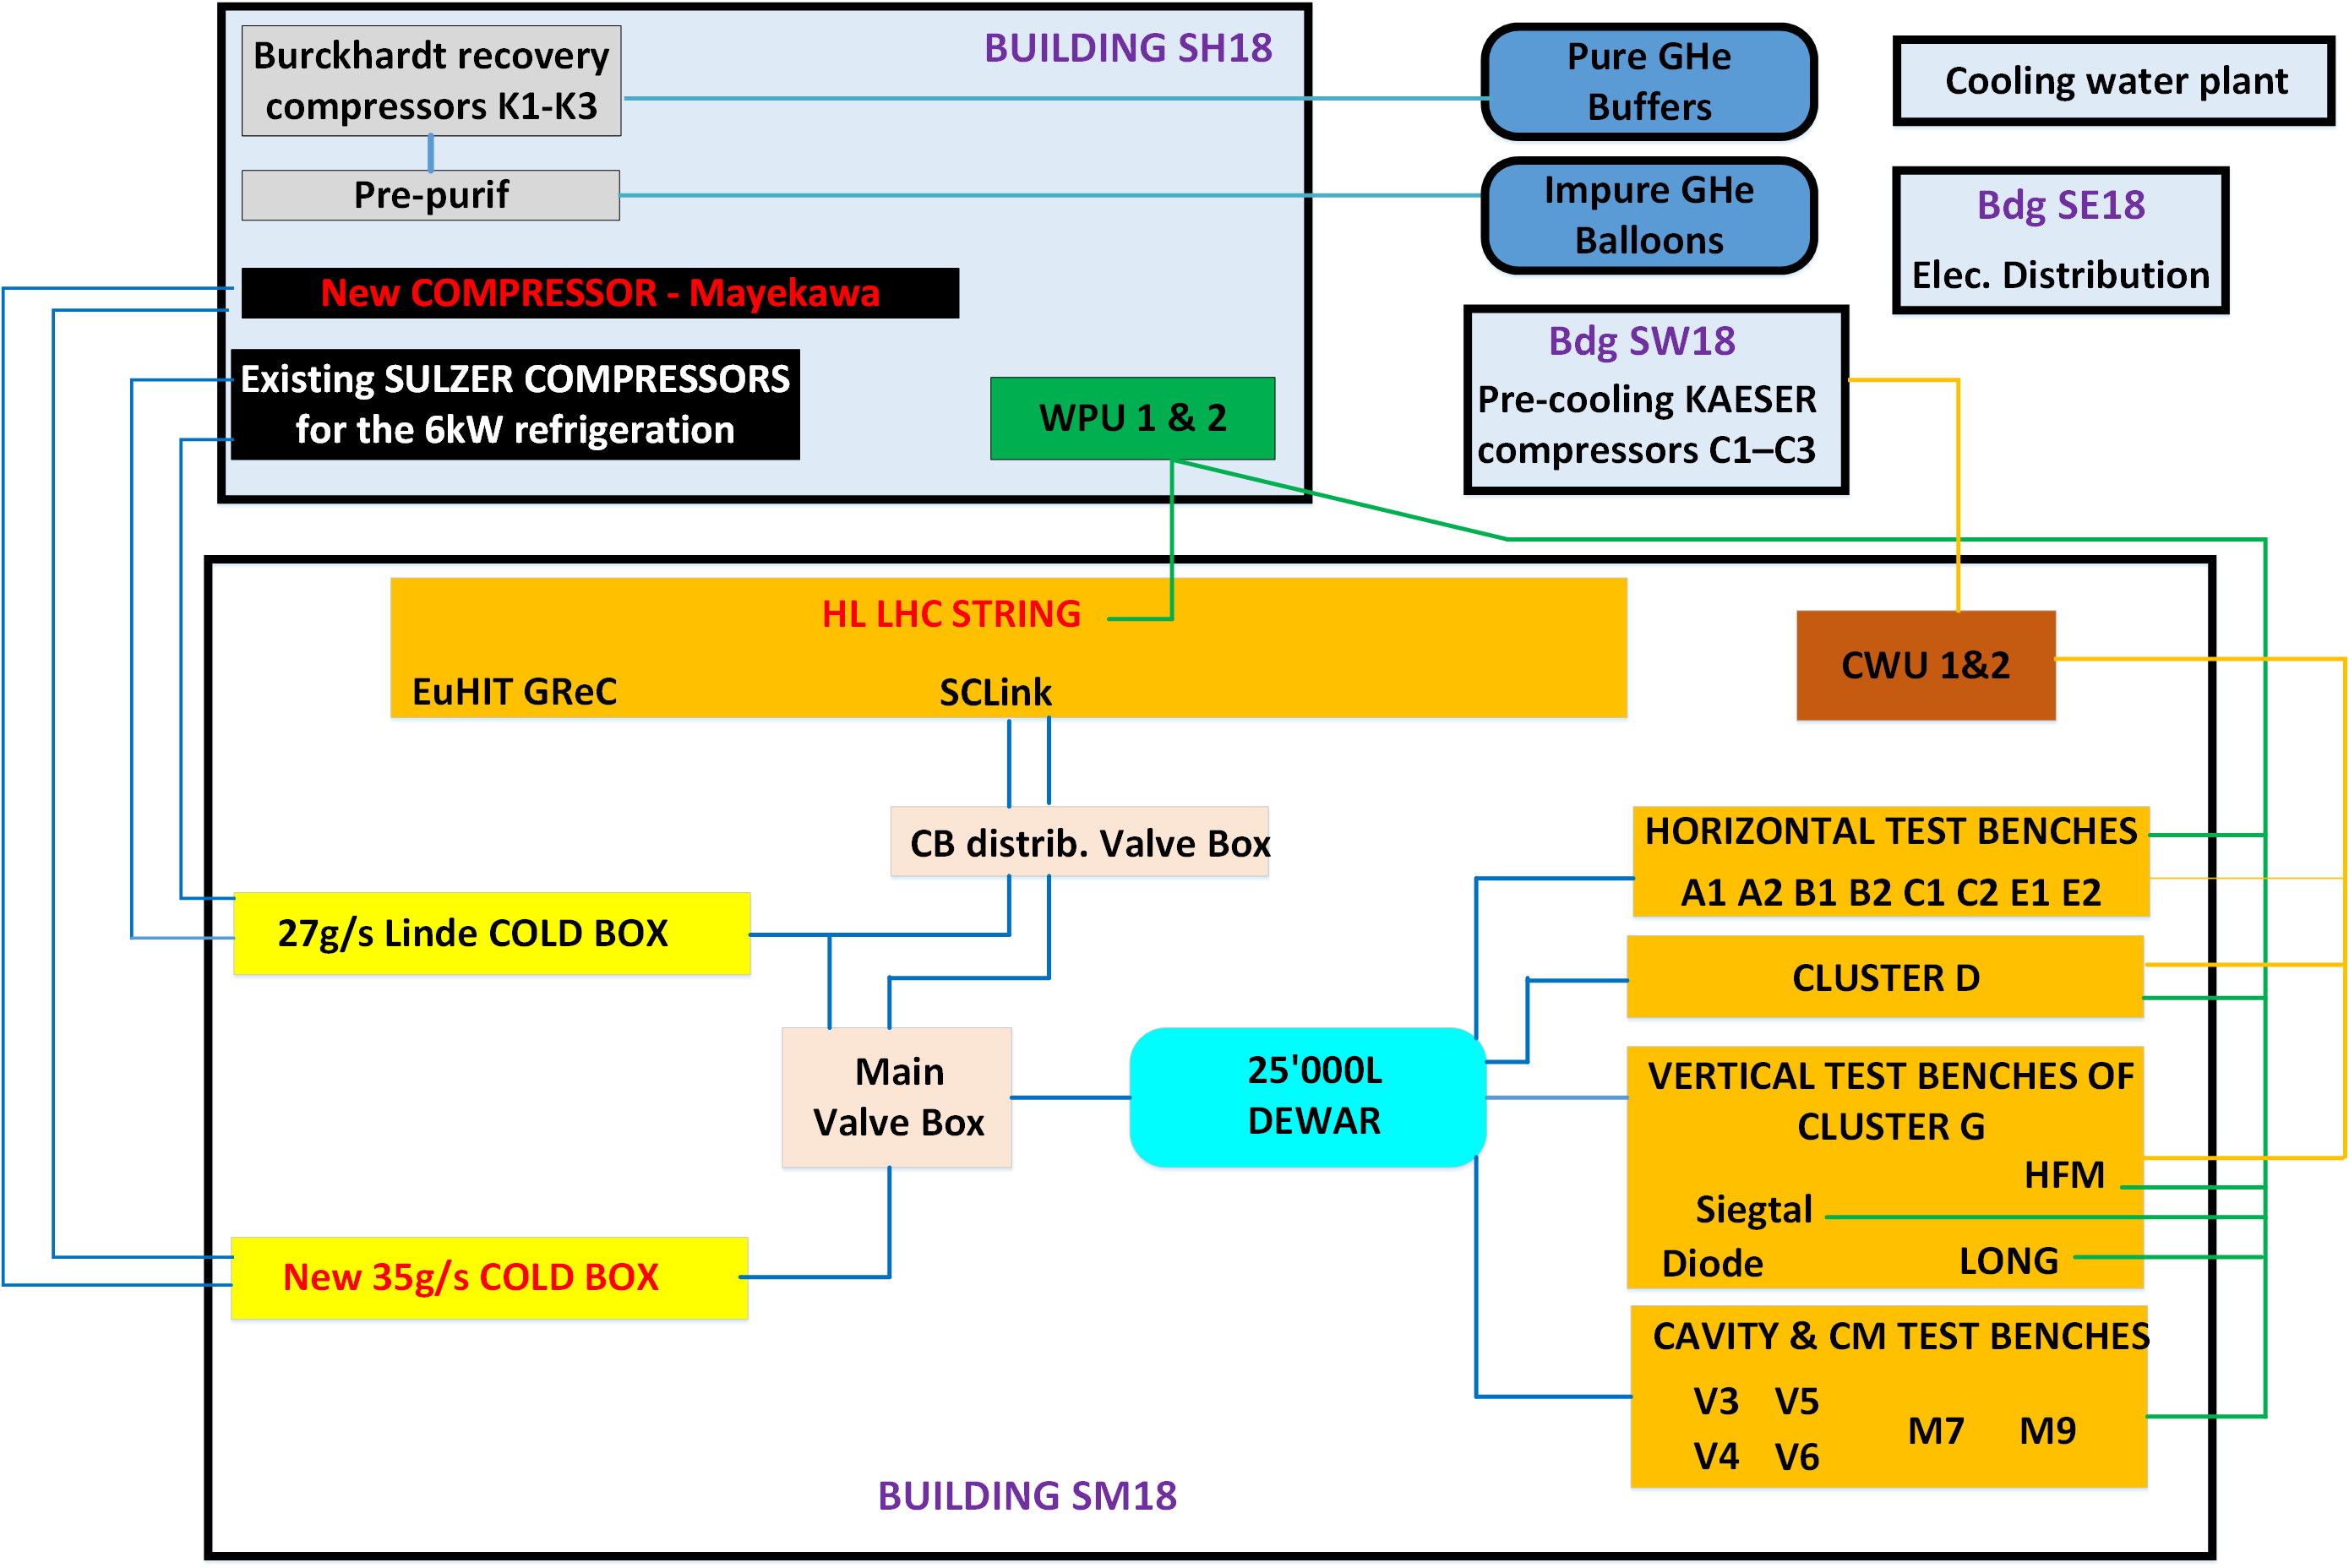 Burckhardt recovery
compressors K1-K3
BUILDING SH18
Pre-purif
New COMPRESSOR - Mayekawa
Existing SULZER COMPRESSORS
for the 6kW refrigeration
WPU 1 & 2
Pure GHe
Buffers
Impure GHe
Balloons
Cooling water plant
Bdg SE18
Elec. Distribution
Bdg SW18
Pre-cooling KAESER
compressors C1–C3
HL LHC STRING
EuHIT GReC
SCLink
CWU 1&2
CB distrib. Valve Box
27g/s Linde COLD BOX
Main
Valve Box
25'000L
DEWAR
New 35g/s COLD BOX
HORIZONTAL TEST BENCHES
A1 A2 B1 B2 C1 C2 E1 E2
CLUSTER D
VERTICAL TEST BENCHES OF
CLUSTER G
HFM
Siegtal
Diode
LONG
CAVITY & CM TEST BENCHES
V3 V5
M7 M9
V4 V6
BUILDING SM18